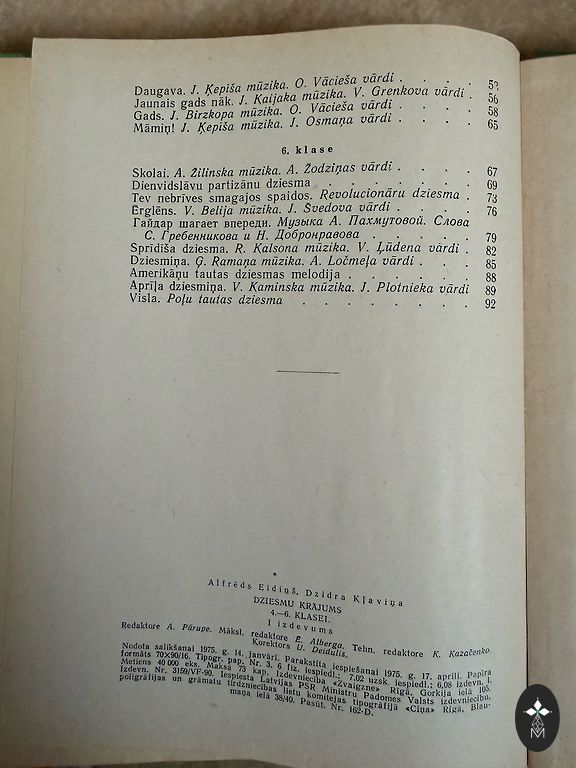 Daugava. J. Ķepiša mūzika. O. Vācieša vārdi . . . . 52
Jaunais gads nāk. J. Kaijaka mūzika. V. Grenkova vārdi . 56
Gads. J. Birzkopa mūzika. O. Vācieša vārdi . . . . 58
Māmiņ! J. Ķepiša mūzika. J. Osmaņa vārdi . . . . 65
6. klase
Skolai. A. Žilinska mūzika. A. Žodziņas vārdi . . . . 67
Dienvidslāvu partizānu dziesma . . . . . . . 69
Tev nebrīves smagajos spaidos. Revolucionāru dziesma . 73
Ērglēns. V. Belija mūzika. J. Švedova vārdi . . . . 76
Гайдар шагает впереди. Музыка А. Пахмутовой. Слова
С. Гребенникова и Н. Добронравова . . . . . . 79
Sprīdīša dziesma. R. Kalsona mūzika. V. Ļūdēna vārdi . 82
Dziesmiņa. Ģ. Ramaņa mūzika. A. Ločmeļa vārdi . . . 85
Amerikāņu tautas dziesmas melodija . . . . . . 88
Aprīļa dziesmiņa. V. Kaminska mūzika. J. Plotnieka vārdi 89
Visla. Poļu tautas dziesma . . . . . . . 92
Alfrēds Eidiņš, Dzidra Kļaviņa
DZIESMU KRĀJUMS
4.—6. KLASEI.
I izdevums
Redaktore A. Pārupe. Māksl. redaktore E. Alberga. Tehn. redaktore K. Kazačenko.
Korektors U. Deidulis.
Nodota salikšanai 1975. g. 14. janvārī. Parakstīta iespiešanai 1975. g. 17. aprīlī. Papīra
formāts 70×90/16. Tipogr. pap. Nr. 3. 6 fiz. iespiedl.; 7,02 uzsk. iespiedl.; 6,08 izdevn. l.
Metiens 40 000 eks. Maksā 73 kap. Izdevniecība «Zvaigzne» Rīgā, Gorkija ielā 105.
Izdevn. Nr. 3159/VF-90. Iespiesta Latvijas PSR Ministru Padomes Valsts izdevniecību,
poligrāfijas un grāmatu tirdzniecības lietu komitejas tipogrāfijā «Cīņa» Rīgā, Blau-
maņa ielā 38/40. Pasūt. Nr. 162-D.
M